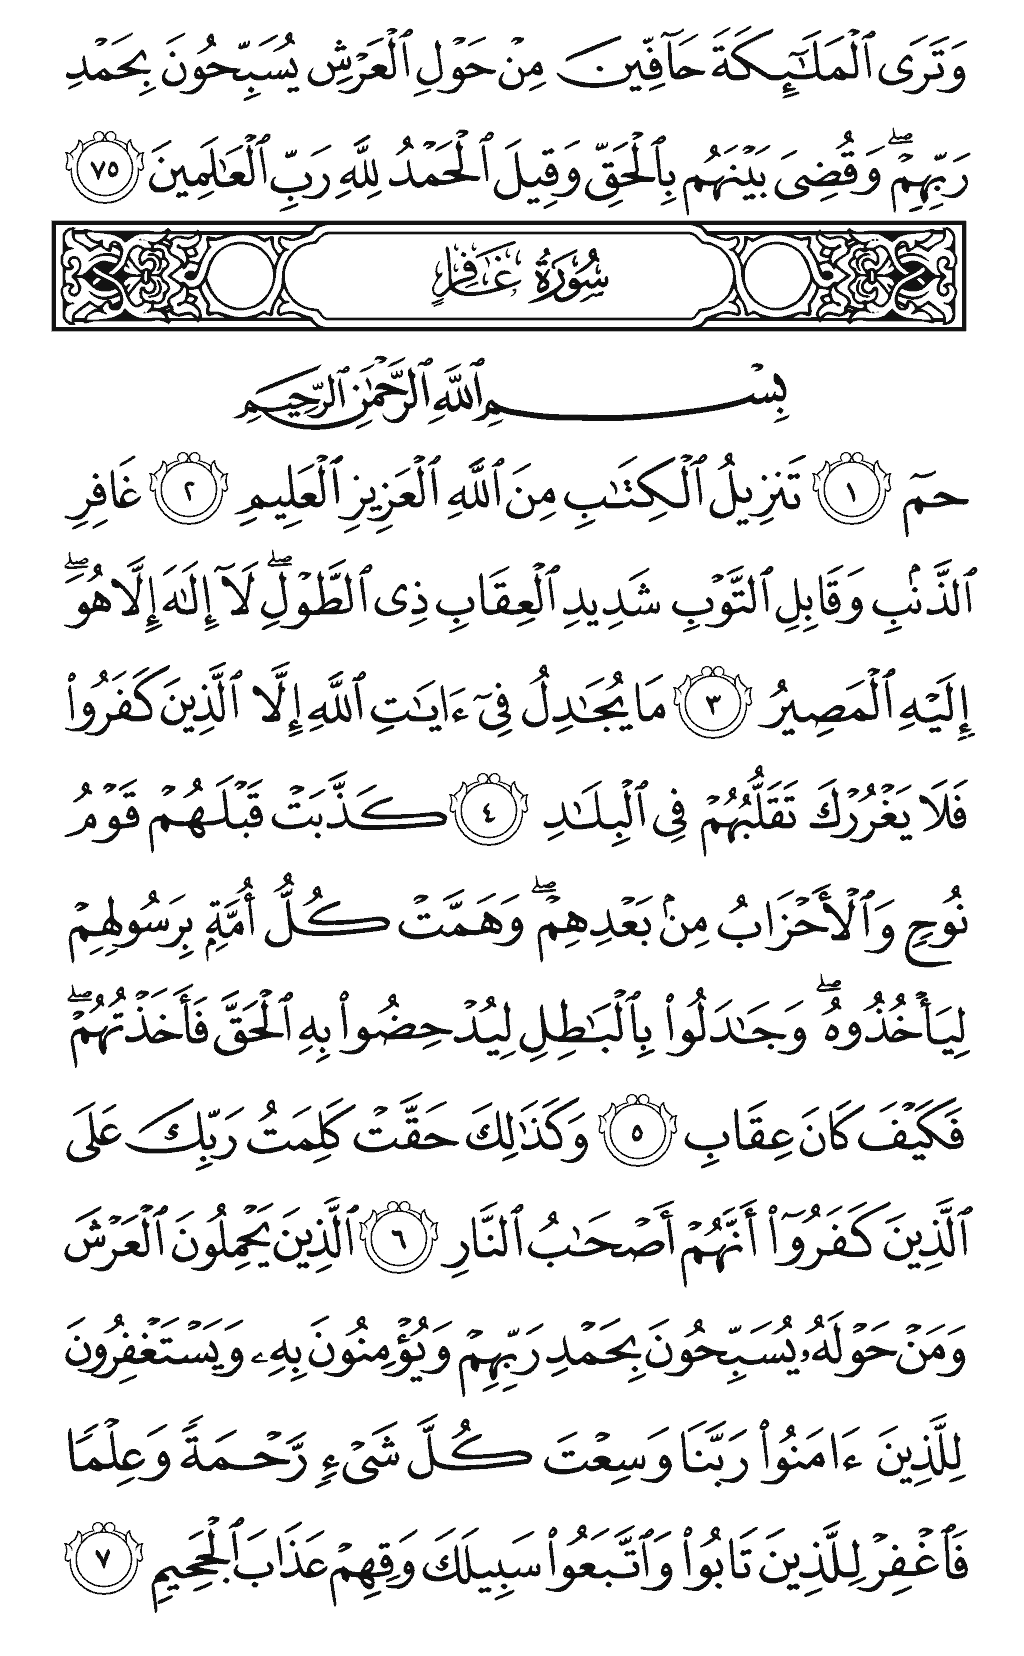 وَتَرَى ٱلْمَلَـٰٓئِكَةَ حَآفِّينَ مِنْ حَوْلِ ٱلْعَرْشِ يُسَبِّحُونَ بِحَمْدِ
رَبِّهِمْ ۖ وَقُضِىَ بَيْنَهُم بِٱلْحَقِّ وَقِيلَ ٱلْحَمْدُ لِلَّهِ رَبِّ ٱلْعَـٰلَمِينَ ٧٥
سُورَةُ غَافِرٍ
بِسْمِ ٱللَّهِ ٱلرَّحْمَـٰنِ ٱلرَّحِيمِ
حمٓ ١ تَنزِيلُ ٱلْكِتَـٰبِ مِنَ ٱللَّهِ ٱلْعَزِيزِ ٱلْعَلِيمِ ٢ غَافِرِ
ٱلذَّنۢبِ وَقَابِلِ ٱلتَّوْبِ شَدِيدِ ٱلْعِقَابِ ذِى ٱلطَّوْلِ ۖ لَآ إِلَـٰهَ إِلَّا هُوَ ۖ
إِلَيْهِ ٱلْمَصِيرُ ٣ مَا يُجَـٰدِلُ فِىٓ ءَايَـٰتِ ٱللَّهِ إِلَّا ٱلَّذِينَ كَفَرُوا۟
فَلَا يَغْرُرْكَ تَقَلُّبُهُمْ فِى ٱلْبِلَـٰدِ ٤ كَذَّبَتْ قَبْلَهُمْ قَوْمُ
نُوحٍ وَٱلْأَحْزَابُ مِنۢ بَعْدِهِمْ ۖ وَهَمَّتْ كُلُّ أُمَّةٍۭ بِرَسُولِهِمْ
لِيَأْخُذُوهُ ۖ وَجَـٰدَلُوا۟ بِٱلْبَـٰطِلِ لِيُدْحِضُوا۟ بِهِ ٱلْحَقَّ فَأَخَذْتُهُمْ ۖ
فَكَيْفَ كَانَ عِقَابِ ٥ وَكَذَٰلِكَ حَقَّتْ كَلِمَتُ رَبِّكَ عَلَى
ٱلَّذِينَ كَفَرُوٓا۟ أَنَّهُمْ أَصْحَـٰبُ ٱلنَّارِ ٦ ٱلَّذِينَ يَحْمِلُونَ ٱلْعَرْشَ
وَمَنْ حَوْلَهُۥ يُسَبِّحُونَ بِحَمْدِ رَبِّهِمْ وَيُؤْمِنُونَ بِهِۦ وَيَسْتَغْفِرُونَ
لِلَّذِينَ ءَامَنُوا۟ رَبَّنَا وَسِعْتَ كُلَّ شَىْءٍ رَّحْمَةً وَعِلْمًا
فَٱغْفِرْ لِلَّذِينَ تَابُوا۟ وَٱتَّبَعُوا۟ سَبِيلَكَ وَقِهِمْ عَذَابَ ٱلْجَحِيمِ ٧